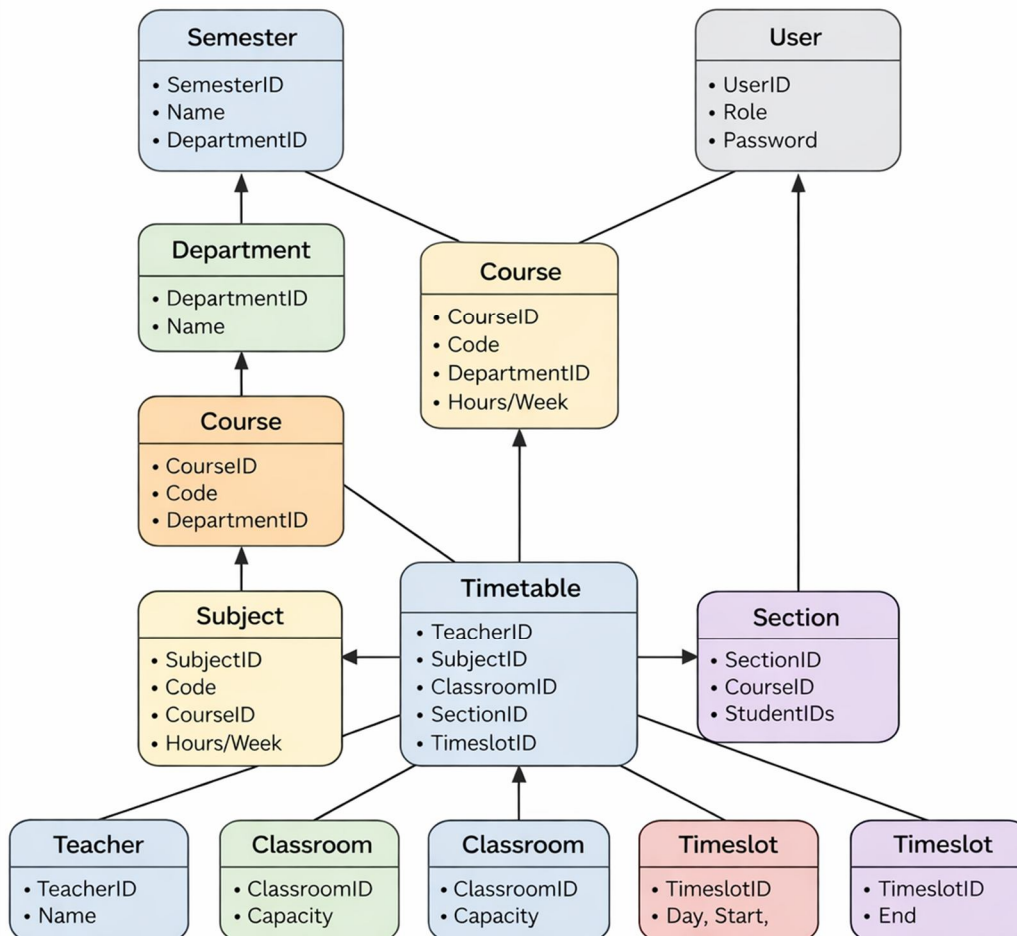 Semester
• SemesterID
• Name
• DepartmentID
User
• UserID
• Role
• Password
Department
• DepartmentID
• Name
Course
• CourseID
• Code
• DepartmentID
• Hours/Week
Course
• CourseID
• Code
• DepartmentID
Subject
• SubjectID
• Code
• CourseID
• Hours/Week
Timetable
• TeacherID
• SubjectID
• ClassroomID
• SectionID
• TimeslotID
Section
• SectionID
• CourseID
• StudentIDs
Teacher
• TeacherID
• Name
Classroom
• ClassroomID
• Capacity
Classroom
• ClassroomID
• Capacity
Timeslot
• TimeslotID
• Day, Start,
Timeslot
• TimeslotID
• End